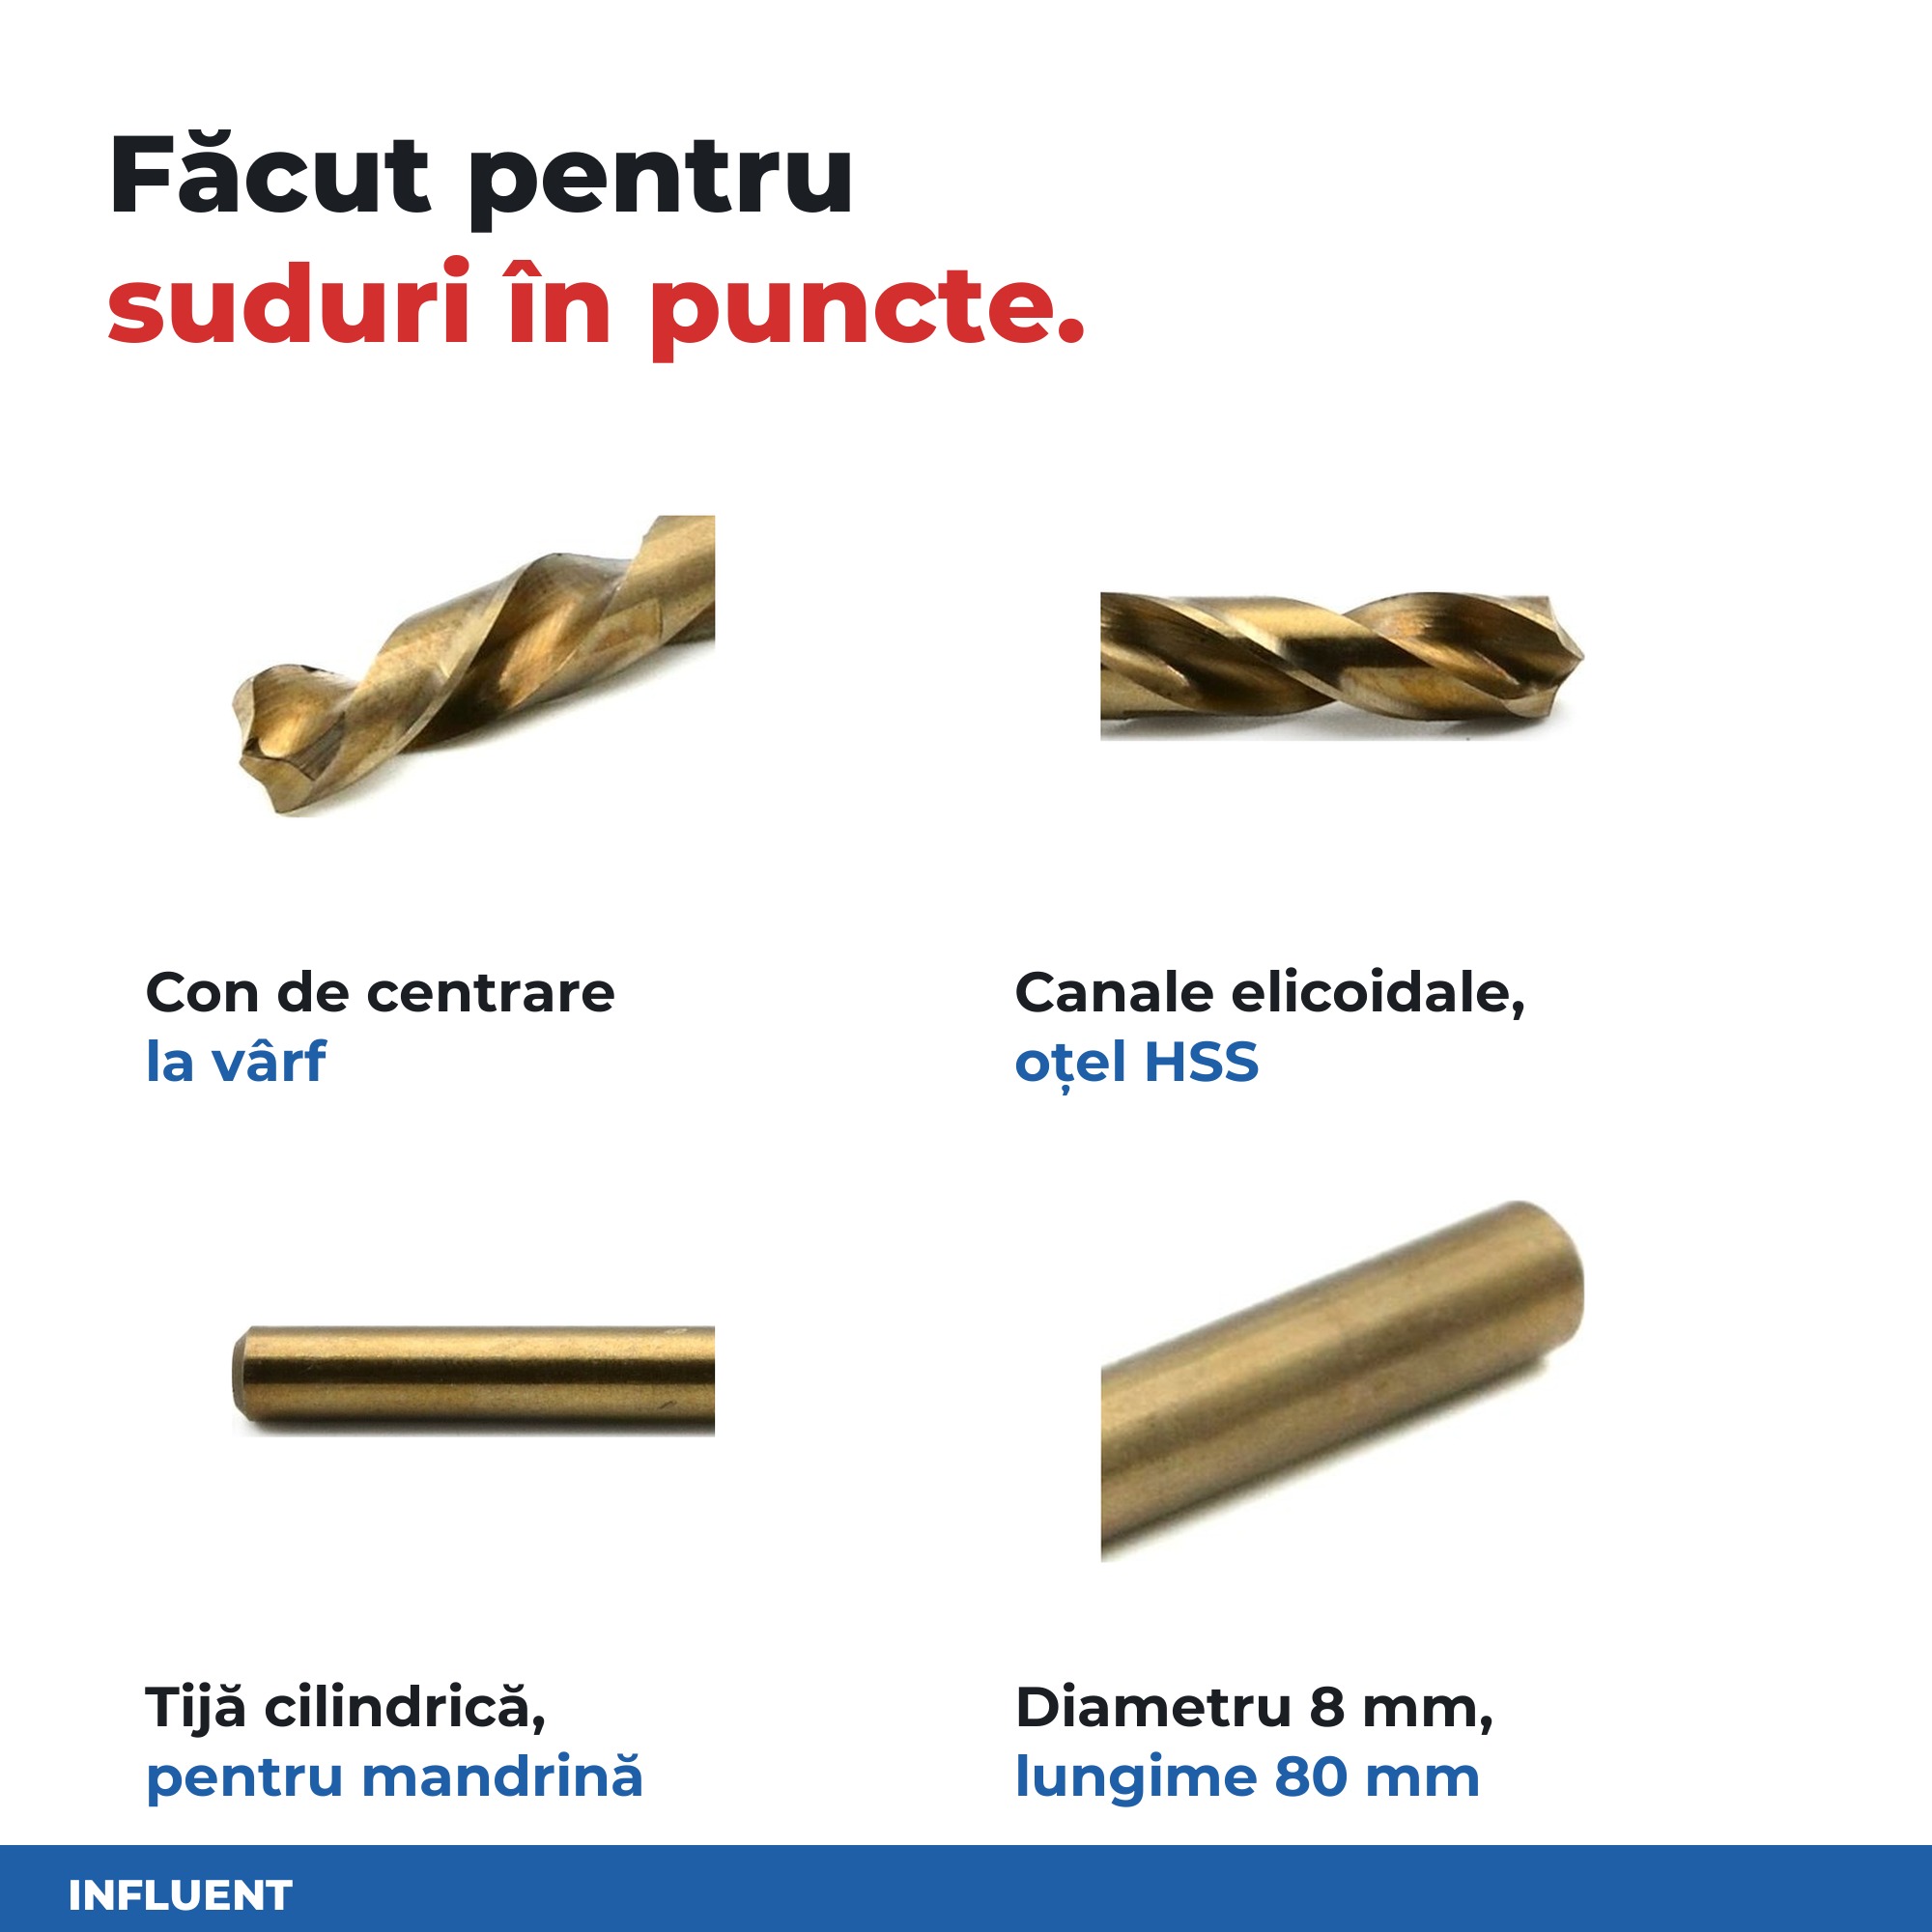 Făcut pentru
suduri în puncte.
Con de centrare
la vârf
Canale elicoidale,
oțel HSS
Tijă cilindrică,
pentru mandrină
Diametru 8 mm,
lungime 80 mm
INFLUENT